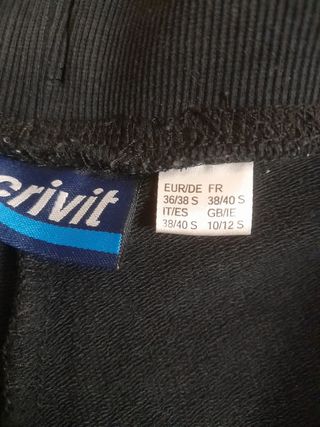 crivit
EUR/DE FR
36/38 S 38/40 S
IT/ES GB/IE
38/40 S 10/12 S